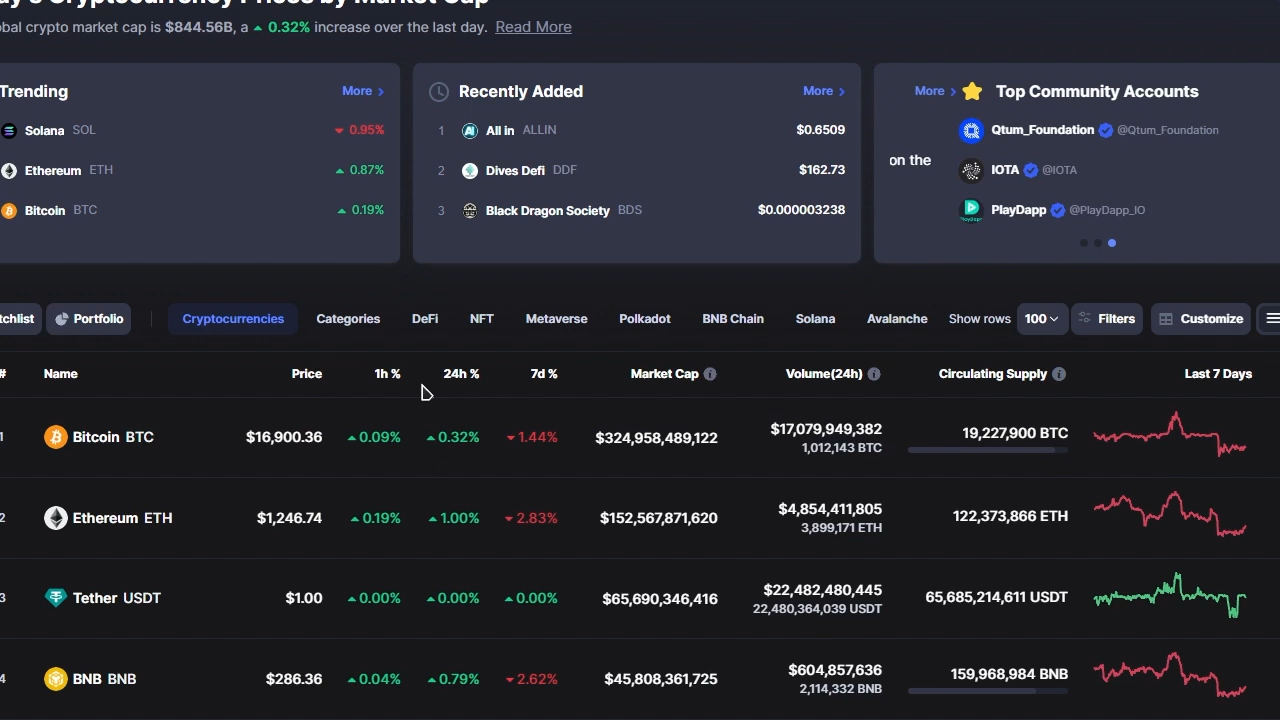 y's Cryptocurrency Prices by Market Cap
obal crypto market cap is $844.56B, a 0.32% increase over the last day. Read More
Trending More
Solana SOL 0.95%
Ethereum ETH 0.87%
Bitcoin BTC 0.19%
Recently Added More
1 All in ALLIN $0.6509
2 Dives Defi DDF $162.73
3 Black Dragon Society BDS $0.000003238
More
on the
Top Community Accounts
Qtum_Foundation @Qtum_Foundation
IOTA @IOTA
PlayDapp @PlayDapp_IO
tchlist Portfolio Cryptocurrencies Categories DeFi NFT Metaverse Polkadot BNB Chain Solana Avalanche Show rows 100 Filters Customize
# Name Price 1h % 24h % 7d % Market Cap Volume(24h) Circulating Supply Last 7 Days
1 Bitcoin BTC $16,900.36 0.09% 0.32% 1.44% $324,958,489,122 $17,079,949,382 19,227,900 BTC
1,012,143 BTC
2 Ethereum ETH $1,246.74 0.19% 1.00% 2.83% $152,567,871,620 $4,854,411,805 122,373,866 ETH
3,899,171 ETH
3 Tether USDT $1.00 0.00% 0.00% 0.00% $65,690,346,416 $22,482,480,445 65,685,214,611 USDT
22,480,364,039 USDT
4 BNB BNB $286.36 0.04% 0.79% 2.62% $45,808,361,725 $604,857,636 159,968,984 BNB
2,114,332 BNB